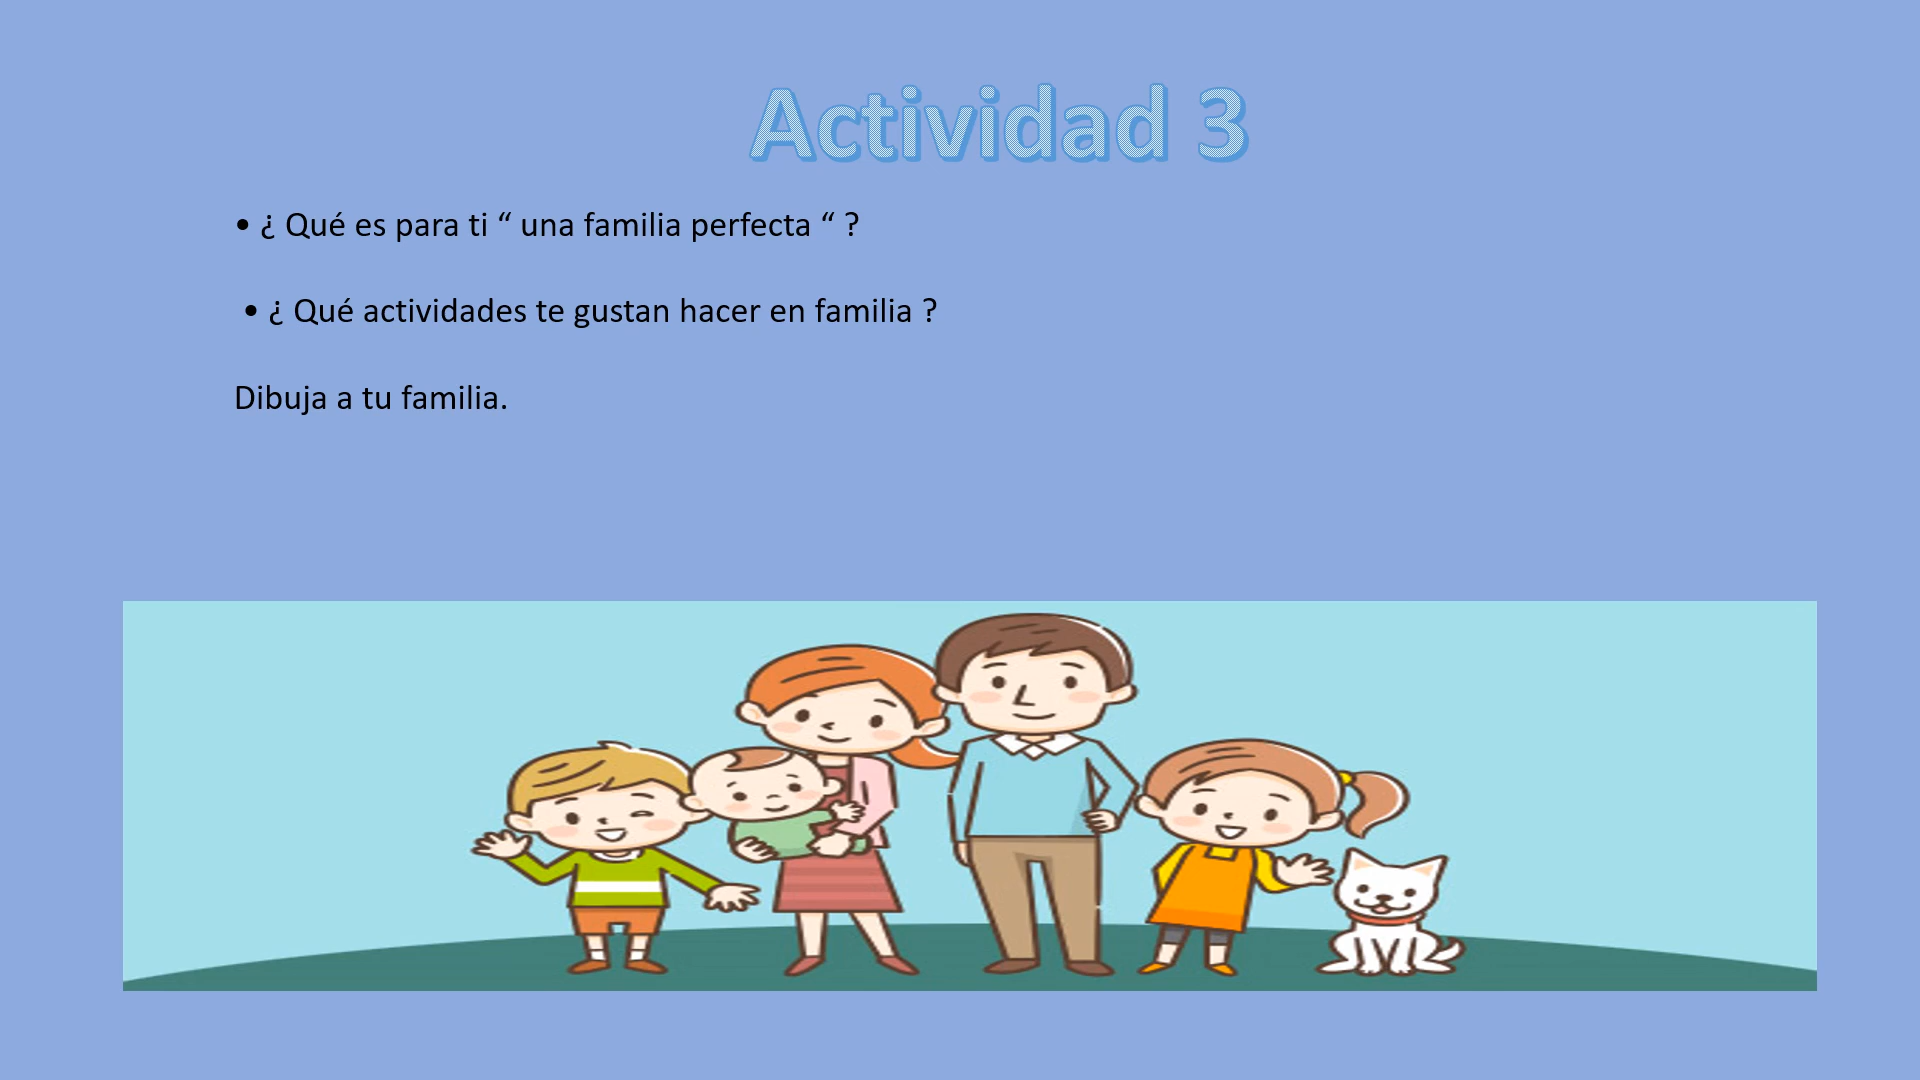 Actividad 3
• ¿ Qué es para ti “ una familia perfecta “ ?
• ¿ Qué actividades te gustan hacer en familia ?
Dibuja a tu familia.